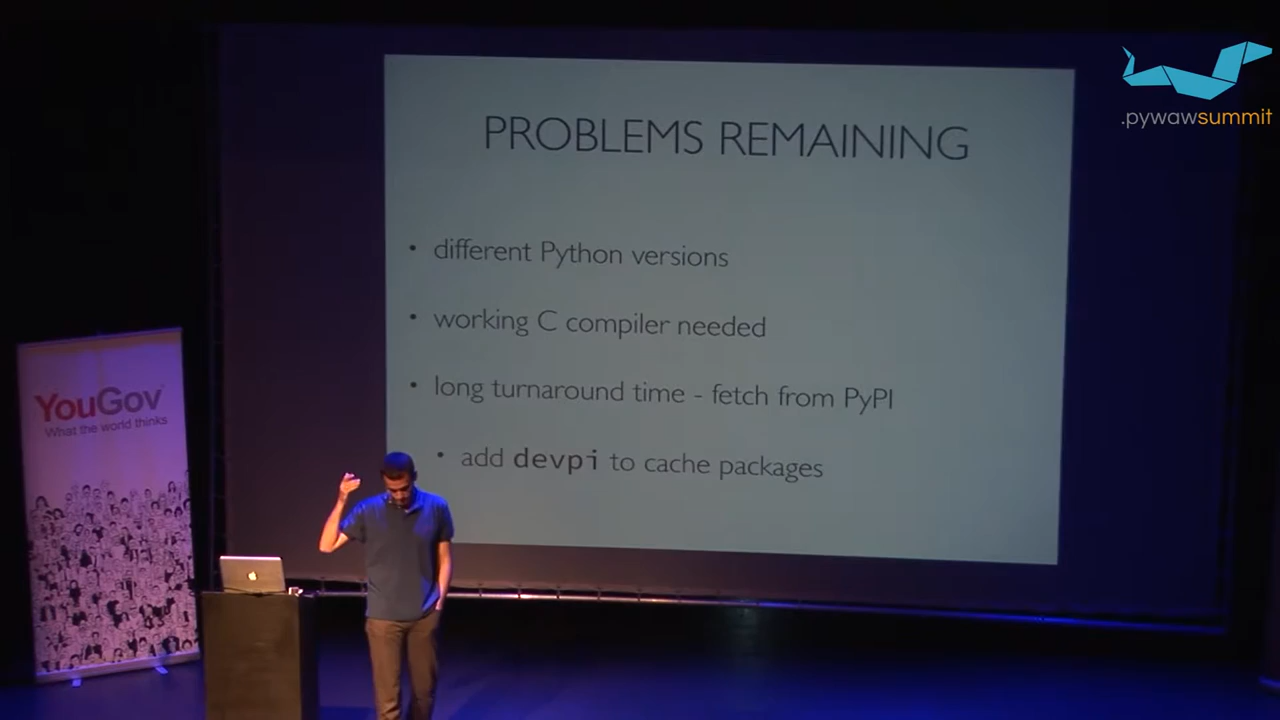 PROBLEMS REMAINING
• different Python versions
• working C compiler needed
• long turnaround time - fetch from PyPI
• add devpi to cache packages
YouGov
What the world thinks
.pywawsummit